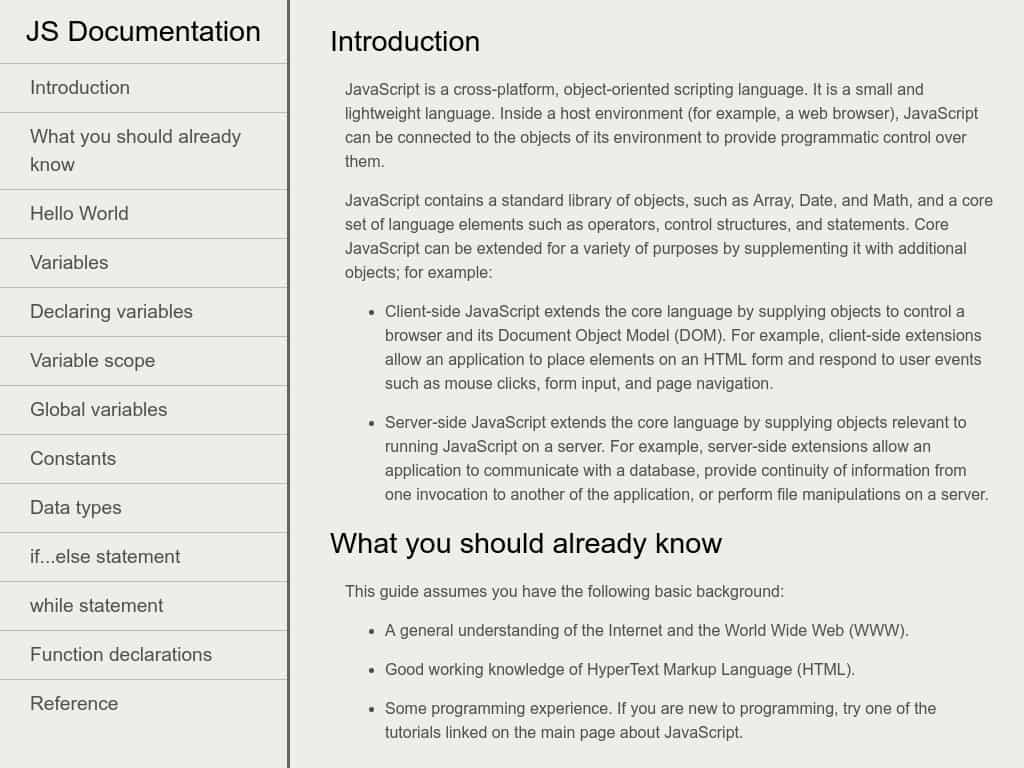 JS Documentation
Introduction
What you should already
know
Hello World
Variables
Declaring variables
Variable scope
Global variables
Constants
Data types
if...else statement
while statement
Function declarations
Reference
Introduction
JavaScript is a cross-platform, object-oriented scripting language. It is a small and
lightweight language. Inside a host environment (for example, a web browser), JavaScript
can be connected to the objects of its environment to provide programmatic control over
them.
JavaScript contains a standard library of objects, such as Array, Date, and Math, and a core
set of language elements such as operators, control structures, and statements. Core
JavaScript can be extended for a variety of purposes by supplementing it with additional
objects; for example:
• Client-side JavaScript extends the core language by supplying objects to control a
browser and its Document Object Model (DOM). For example, client-side extensions
allow an application to place elements on an HTML form and respond to user events
such as mouse clicks, form input, and page navigation.
• Server-side JavaScript extends the core language by supplying objects relevant to
running JavaScript on a server. For example, server-side extensions allow an
application to communicate with a database, provide continuity of information from
one invocation to another of the application, or perform file manipulations on a server.
What you should already know
This guide assumes you have the following basic background:
• A general understanding of the Internet and the World Wide Web (WWW).
• Good working knowledge of HyperText Markup Language (HTML).
• Some programming experience. If you are new to programming, try one of the
tutorials linked on the main page about JavaScript.